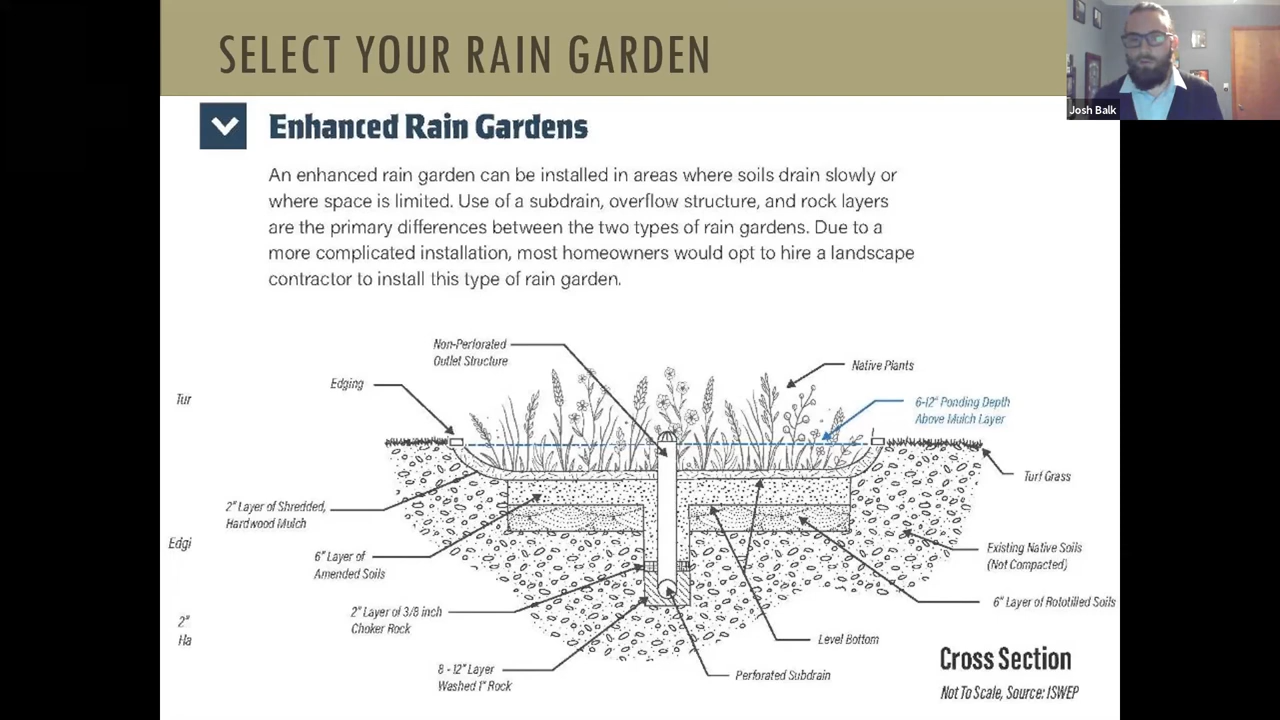 SELECT YOUR RAIN GARDEN
Josh Balk
Enhanced Rain Gardens
An enhanced rain garden can be installed in areas where soils drain slowly or
where space is limited. Use of a subdrain, overflow structure, and rock layers
are the primary differences between the two types of rain gardens. Due to a
more complicated installation, most homeowners would opt to hire a landscape
contractor to install this type of rain garden.
Non-Perforated
Outlet Structure
Native Plants
Edging
Tur
6-12" Ponding Depth
Above Mulch Layer
Turf Grass
2" Layer of Shredded,
Hardwood Mulch
Edgi
Existing Native Soils
(Not Compacted)
6" Layer of
Amended Soils
6" Layer of Rototilled Soils
2" Layer of 3/8 inch
Choker Rock
2"
Ha
Level Bottom
8 - 12" Layer
Washed 1" Rock
Perforated Subdrain
Cross Section
Not To Scale, Source: ISWEP